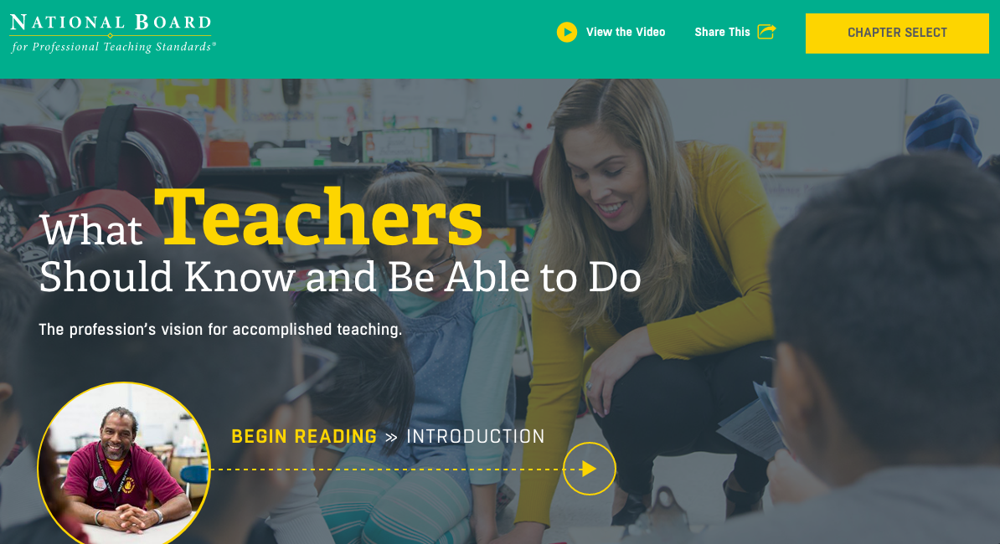 NATIONAL BOARD
for Professional Teaching Standards®
View the Video
Share This
CHAPTER SELECT
What Teachers
Should Know and Be Able to Do
The profession’s vision for accomplished teaching.
BEGIN READING » INTRODUCTION